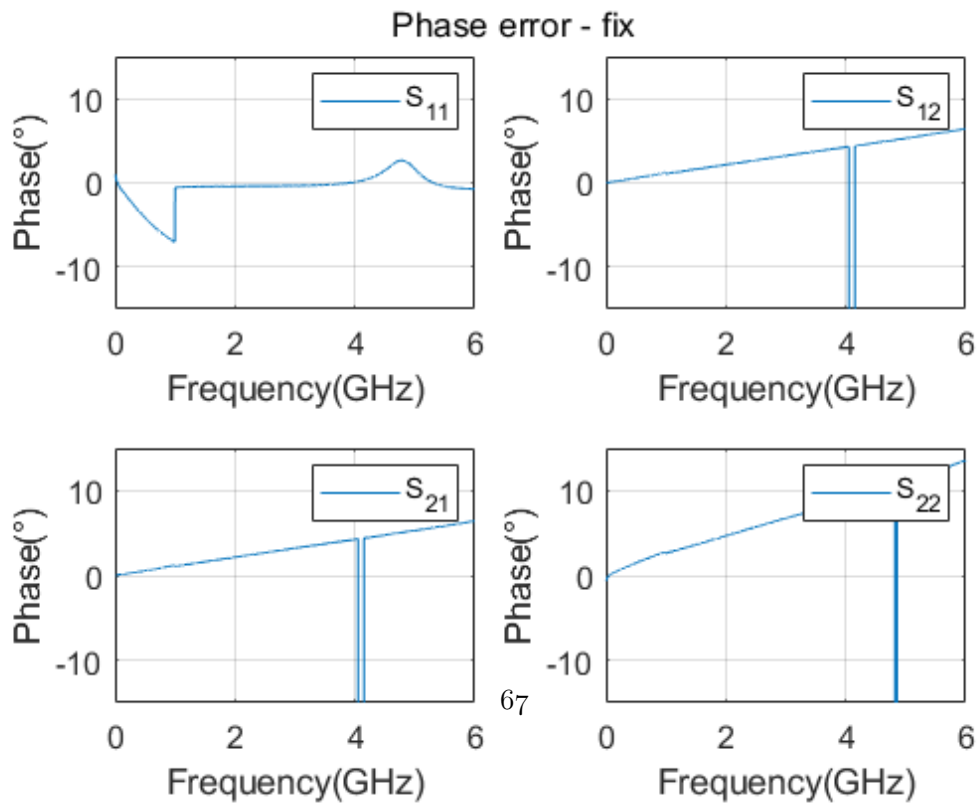 Phase error - fix
10
0
-10
Phase(°)
S11
0 2 4 6
Frequency(GHz)
10
0
-10
Phase(°)
S12
0 2 4 6
Frequency(GHz)
10
0
-10
Phase(°)
S21
0 2 4 6
Frequency(GHz)
10
0
-10
Phase(°)
S22
0 2 4 6
Frequency(GHz)
67